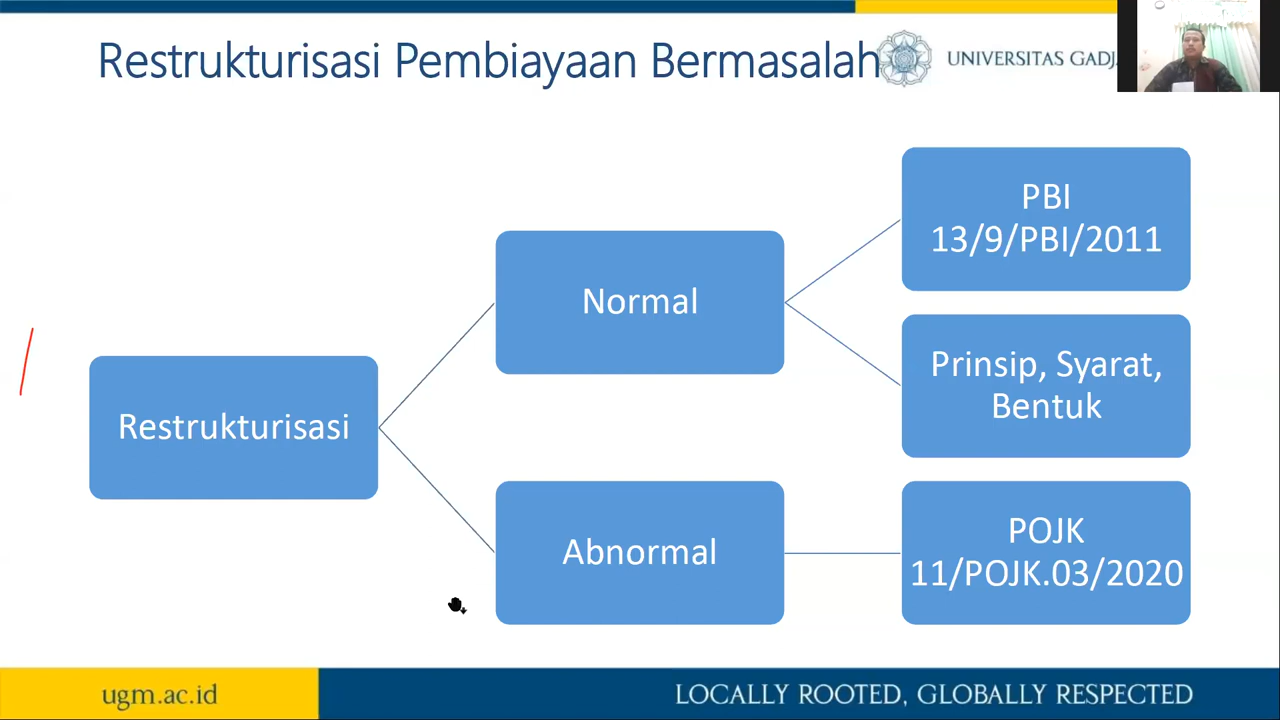 Restrukturisasi Pembiayaan Bermasalah
UNIVERSITAS
PBI
13/9/PBI/2011
Normal
Prinsip, Syarat,
Bentuk
Restrukturisasi
Abnormal
POJK
11/POJK.03/2020
ugm.ac.id
LOCALLY ROOTED, GLOBALLY RESPECTED